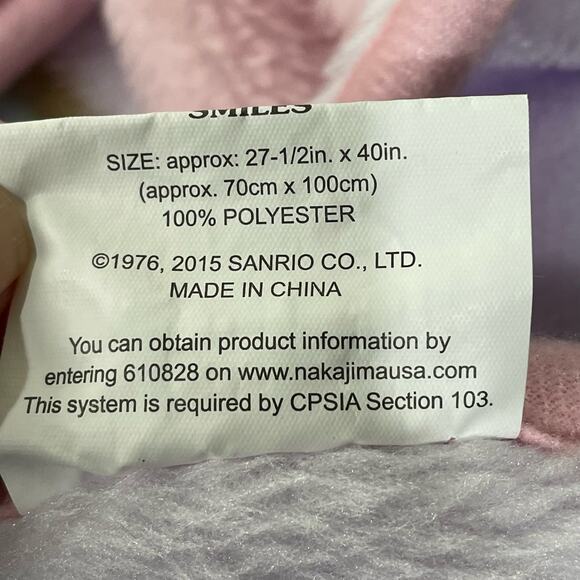 SMILES
SIZE: approx: 27-1/2in. x 40in.
(approx. 70cm x 100cm)
100% POLYESTER
©1976, 2015 SANRIO CO., LTD.
MADE IN CHINA
You can obtain product information by
entering 610828 on www.nakajimausa.com
This system is required by CPSIA Section 103.